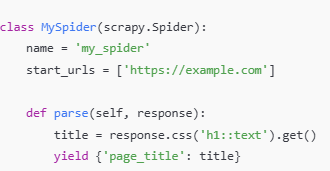 class MySpider(scrapy.Spider):
    name = 'my_spider'
    start_urls = ['https://example.com']

    def parse(self, response):
        title = response.css('h1::text').get()
        yield {'page_title': title}